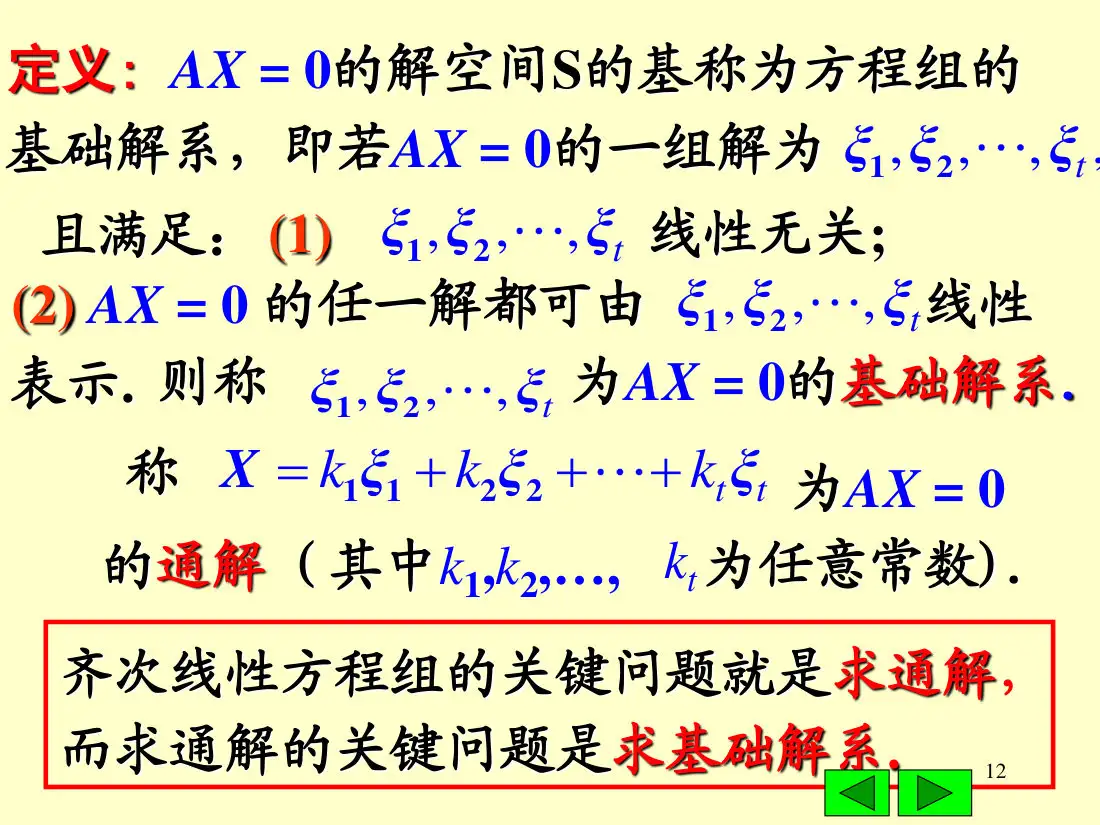 定义：AX = 0的解空间S的基称为方程组的
基础解系，即若AX = 0的一组解为 ξ₁,ξ₂,⋯,ξₜ,
且满足：(1) ξ₁,ξ₂,⋯,ξₜ 线性无关;
(2) AX = 0 的任一解都可由 ξ₁,ξ₂,⋯,ξₜ线性
表示. 则称 ξ₁,ξ₂,⋯,ξₜ 为AX = 0的基础解系.
称 X = k₁ξ₁ + k₂ξ₂ + ⋯ + kₜξₜ 为AX = 0
的通解（其中k₁,k₂,…, kₜ 为任意常数）.
齐次线性方程组的关键问题就是求通解，
而求通解的关键问题是求基础解系.
12